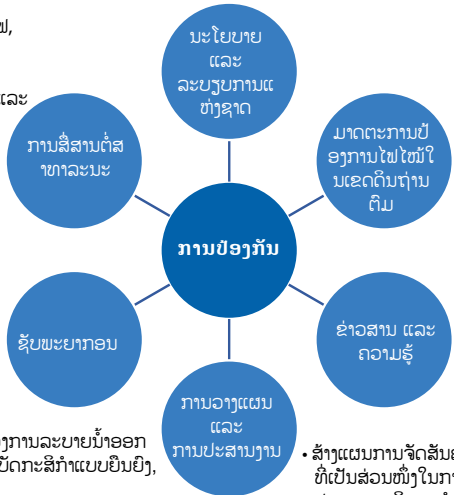 ຟ,
ແລະ
ນະໂຍບາຍ
ແລະ
ລະບຽບການແ
ຫ່ງຊາດ
ການສື່ສານຕໍ່ສ
າທາລະນະ
ມາດຕະການປ້
ອງການໄຟໄໝ້ໃ
ນເຂດດິນຖ່ານ
ຕົມ
ການປ່ອງກັນ
ຊັບພະຍາກອນ
ຂ່າວສານ ແລະ
ຄວາມຮູ້
ການວາງແຜນ
ແລະ
ການປະສານງານ
ງການລະບາຍນ້ຳອອກ
ບັດກະສິກຳແບບຍືນຍົງ,
• ສ້າງແຜນການຈັດສັນ
ທີ່ເປັນສ່ວນໜຶ່ງໃນກາ